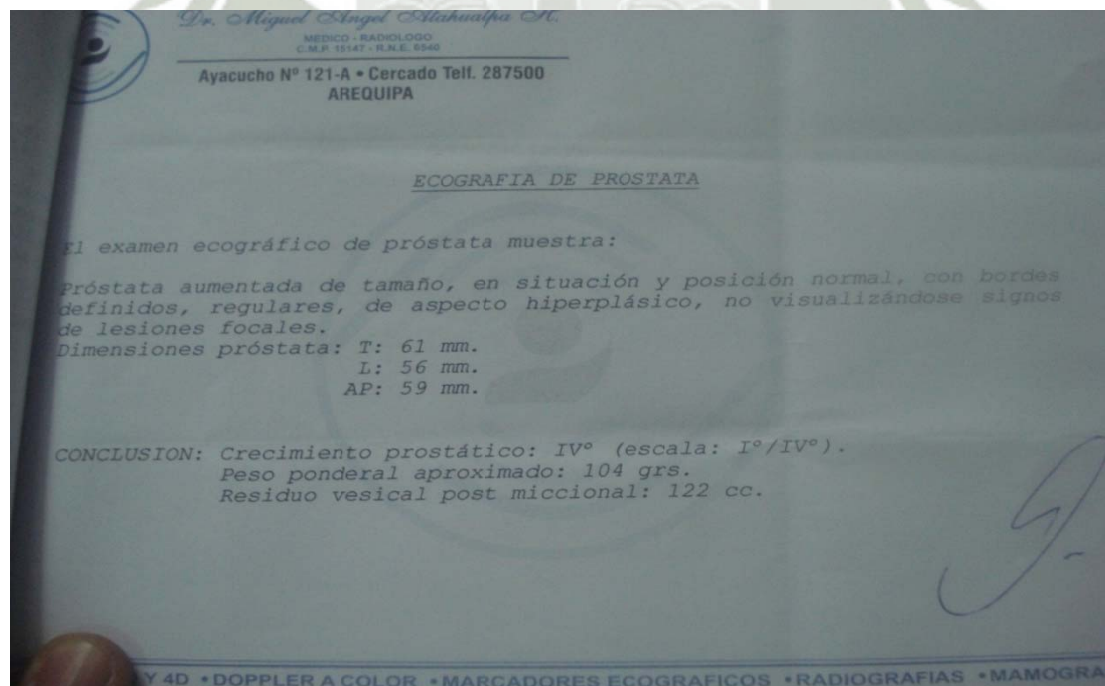 Dr. Miguel Angel Atahualpa H.
MEDICO - RADIOLOGO
C.M.P. 15147 - R.N.E. 6540
Ayacucho Nº 121-A • Cercado Telf. 287500
AREQUIPA
ECOGRAFIA DE PROSTATA
El examen ecográfico de próstata muestra:
Próstata aumentada de tamaño, en situación y posición normal, con bordes
definidos, regulares, de aspecto hiperplásico, no visualizándose signos
de lesiones focales.
Dimensiones próstata: T: 61 mm.
L: 56 mm.
AP: 59 mm.
CONCLUSION: Crecimiento prostático: IVº (escala: Iº/IVº).
Peso ponderal aproximado: 104 grs.
Residuo vesical post miccional: 122 cc.
Y 4D • DOPPLER A COLOR • MARCADORES ECOGRAFICOS • RADIOGRAFIAS • MAMOGRA